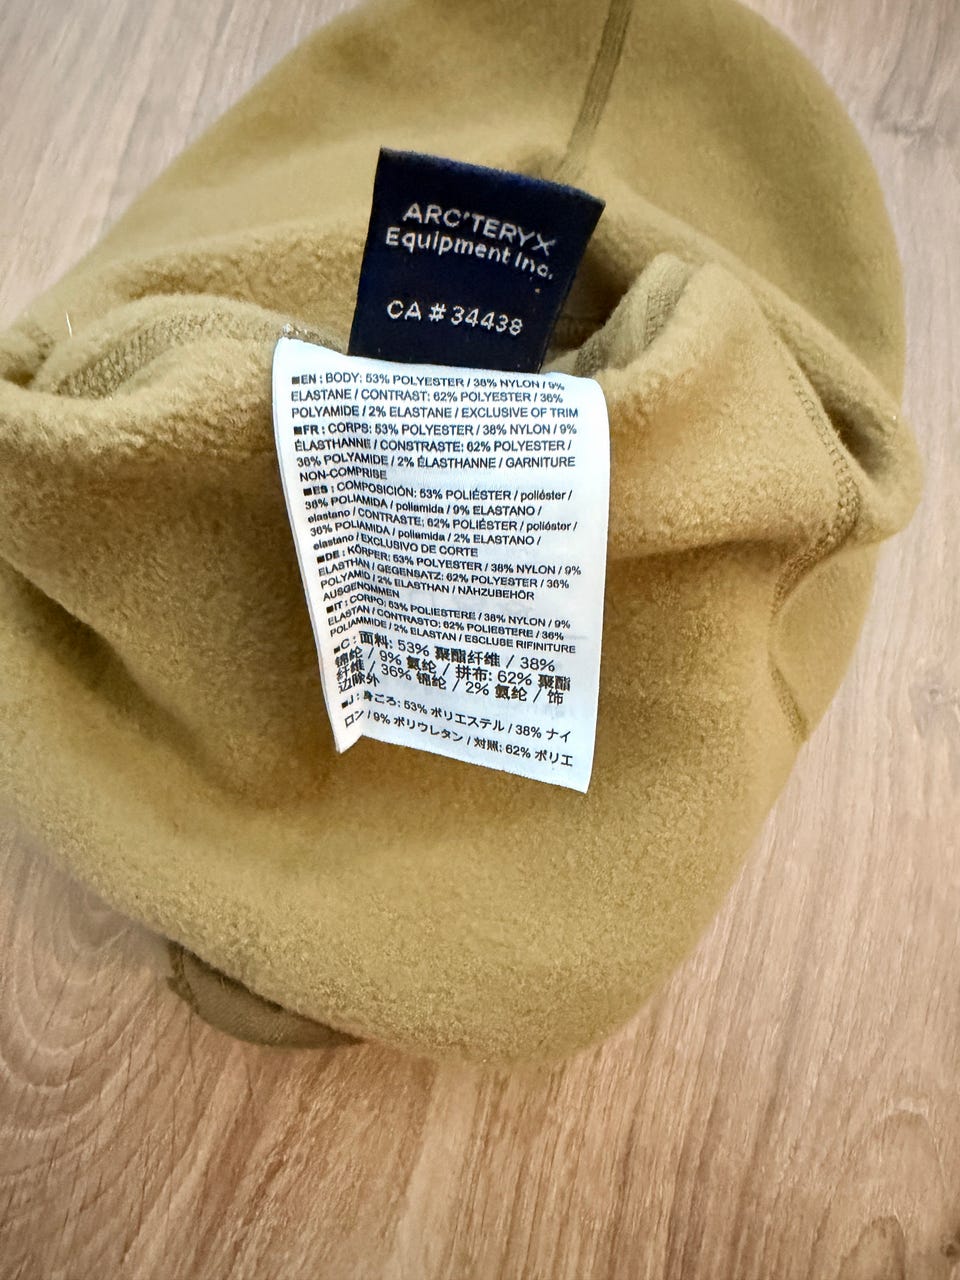 ARC'TERYX
Equipment Inc.
CA # 34438
■EN : BODY: 53% POLYESTER / 38% NYLON / 9%
ELASTANE / CONTRAST: 62% POLYESTER / 36%
POLYAMIDE / 2% ELASTANE / EXCLUSIVE OF TRIM
■FR : CORPS: 53% POLYESTER / 38% NYLON / 9%
ÉLASTHANNE / CONSTRASTE: 62% POLYESTER /
36% POLYAMIDE / 2% ÉLASTHANNE / GARNITURE
NON-COMPRISE
■ES : COMPOSICIÓN: 53% POLIÉSTER / poliéster /
38% POLIAMIDA / poliamida / 9% ELASTANO /
elastano / CONTRASTE: 62% POLIÉSTER / poliéster /
36% POLIAMIDA / poliamida / 2% ELASTANO /
elastano / EXCLUSIVO DE CORTE
■DE : KÖRPER: 53% POLYESTER / 38% NYLON / 9%
ELASTHAN / GEGENSATZ: 62% POLYESTER / 36%
POLYAMID / 2% ELASTHAN / NÄHZUBEHÖR
AUSGENOMMEN
■IT : CORPO: 53% POLIESTERE / 38% NYLON / 9%
ELASTAN / CONTRASTO: 62% POLIESTERE / 36%
POLIAMMIDE / 2% ELASTAN / ESCLUSE RIFINITURE
■C : 面料: 53% 聚酯纤维 / 38%
锦纶 / 9% 氨纶 / 拼布: 62% 聚酯
纤维 / 36% 锦纶 / 2% 氨纶 / 饰
边除外
■J : 身ごろ: 53% ポリエステル / 38% ナイ
ロン / 9% ポリウレタン / 対照: 62% ポリエ